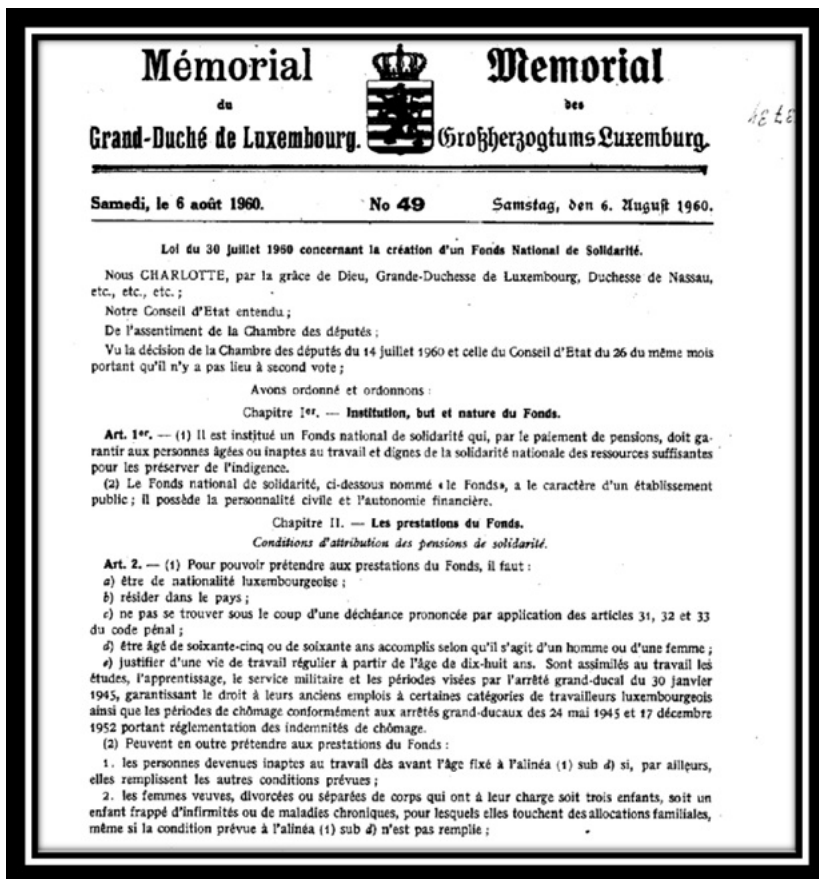 Mémorial
du
Grand-Duché de Luxembourg.
Memorial
des
Großherzogtums Luxemburg.
Samedi, le 6 août 1960.
No 49
Samstag, den 6. August 1960.
Loi du 30 juillet 1960 concernant la création d'un Fonds National de Solidarité.
Nous CHARLOTTE, par la grâce de Dieu, Grande-Duchesse de Luxembourg, Duchesse de Nassau,
etc., etc., etc. ;
Notre Conseil d'Etat entendu ;
De l'assentiment de la Chambre des députés ;
Vu la décision de la Chambre des députés du 14 juillet 1960 et celle du Conseil d'Etat du 26 du même mois
portant qu'il n'y a pas lieu à second vote ;
Avons ordonné et ordonnons :
Chapitre Ier. — Institution, but et nature du Fonds.
Art. 1er. — (1) Il est institué un Fonds national de solidarité qui, par le paiement de pensions, doit ga-
rantir aux personnes âgées ou inaptes au travail et dignes de la solidarité nationale des ressources suffisantes
pour les préserver de l'indigence.
(2) Le Fonds national de solidarité, ci-dessous nommé «le Fonds», a le caractère d'un établissement
public ; il possède la personnalité civile et l'autonomie financière.
Chapitre II. — Les prestations du Fonds.
Conditions d'attribution des pensions de solidarité.
Art. 2. — (1) Pour pouvoir prétendre aux prestations du Fonds, il faut :
a) être de nationalité luxembourgeoise ;
b) résider dans le pays ;
c) ne pas se trouver sous le coup d'une déchéance prononcée par application des articles 31, 32 et 33
du code pénal ;
d) être âgé de soixante-cinq ou de soixante ans accomplis selon qu'il s'agit d'un homme ou d'une femme ;
e) justifier d'une vie de travail régulier à partir de l'âge de dix-huit ans. Sont assimilés au travail les
études, l'apprentissage, le service militaire et les périodes visées par l'arrêté grand-ducal du 30 janvier
1945, garantissant le droit à leurs anciens emplois à certaines catégories de travailleurs luxembourgeois
ainsi que les périodes de chômage conformément aux arrêtés grand-ducaux des 24 mai 1945 et 17 décembre
1952 portant réglementation des indemnités de chômage.
(2) Peuvent en outre prétendre aux prestations du Fonds :
1. les personnes devenues inaptes au travail dès avant l'âge fixé à l'alinéa (1) sub d) si, par ailleurs,
elles remplissent les autres conditions prévues ;
2. les femmes veuves, divorcées ou séparées de corps qui ont à leur charge soit trois enfants, soit un
enfant frappé d'infirmités ou de maladies chroniques, pour lesquels elles touchent des allocations familiales,
même si la condition prévue à l'alinéa (1) sub d) n'est pas remplie ;